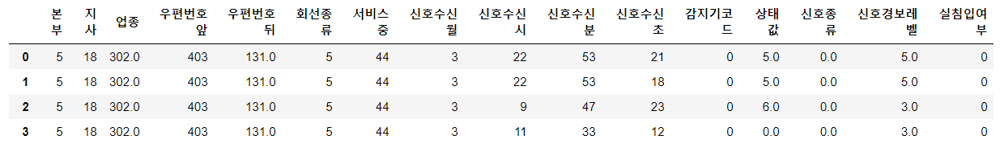 본부 지사 업종 우편번호앞 우편번호뒤 회선종류 서비스중 신호수신월 신호수신시 신호수신분 신호수신초 감지기코드 상태값 신호종류 신호경보레벨 실침입여부
0 5 18 302.0 403 131.0 5 44 3 22 53 21 0 5.0 0.0 5.0 0
1 5 18 302.0 403 131.0 5 44 3 22 53 18 0 5.0 0.0 5.0 0
2 5 18 302.0 403 131.0 5 44 3 9 47 23 0 6.0 0.0 3.0 0
3 5 18 302.0 403 131.0 5 44 3 11 33 12 0 0.0 0.0 3.0 0